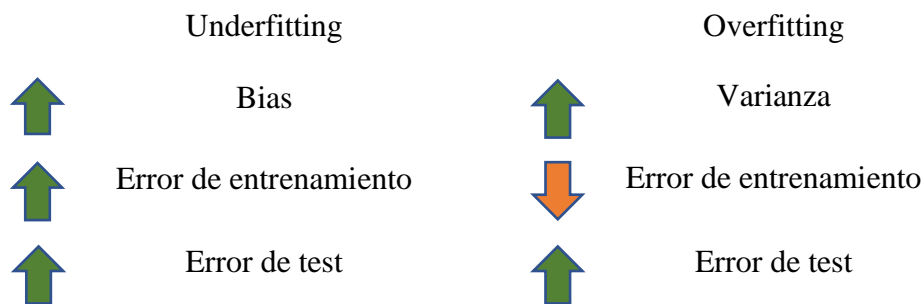 Underfitting
Overfitting
Bias
Varianza
Error de entrenamiento
Error de entrenamiento
Error de test
Error de test